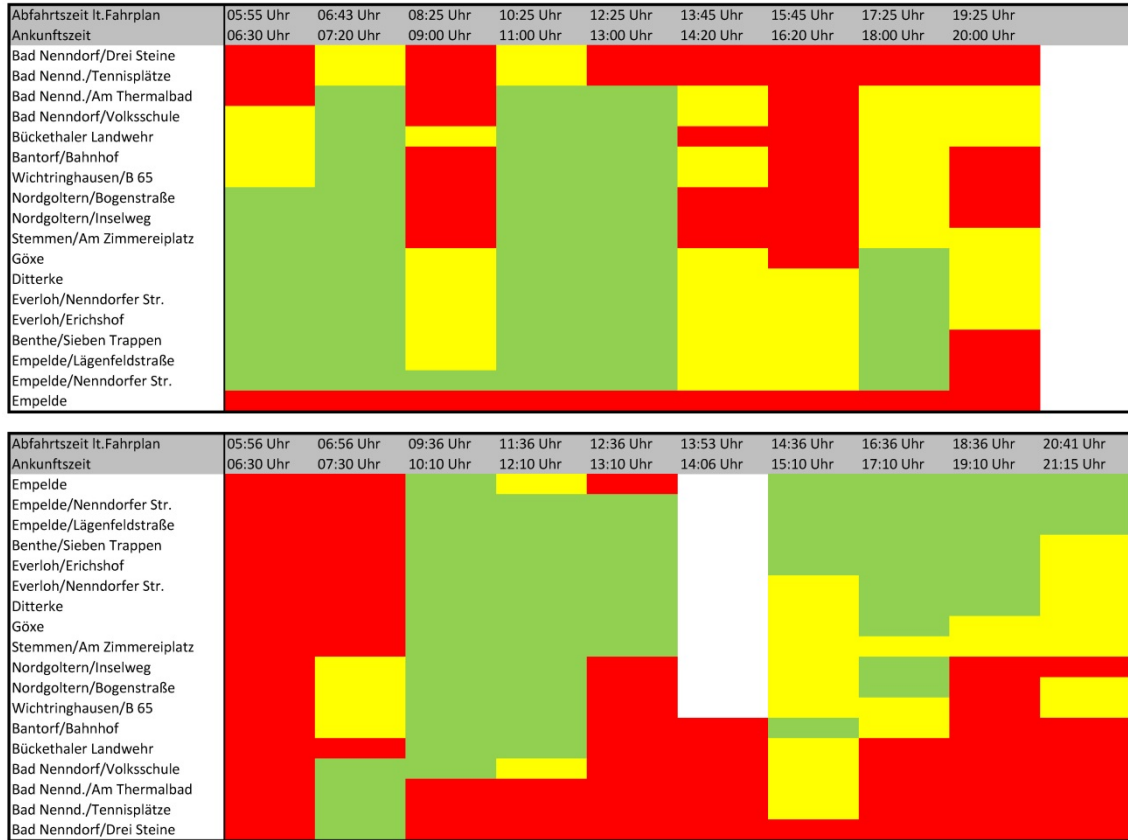 Abfahrtszeit lt.Fahrplan 05:55 Uhr 06:43 Uhr 08:25 Uhr 10:25 Uhr 12:25 Uhr 13:45 Uhr 15:45 Uhr 17:25 Uhr 19:25 Uhr
Ankunftszeit 06:30 Uhr 07:20 Uhr 09:00 Uhr 11:00 Uhr 13:00 Uhr 14:20 Uhr 16:20 Uhr 18:00 Uhr 20:00 Uhr
Bad Nenndorf/Drei Steine
Bad Nennd./Tennisplätze
Bad Nennd./Am Thermalbad
Bad Nenndorf/Volksschule
Bückethaler Landwehr
Bantorf/Bahnhof
Wichtringhausen/B 65
Nordgoltern/Bogenstraße
Nordgoltern/Inselweg
Stemmen/Am Zimmereiplatz
Göxe
Ditterke
Everloh/Nenndorfer Str.
Everloh/Erichshof
Benthe/Sieben Trappen
Empelde/Lägenfeldstraße
Empelde/Nenndorfer Str.
Empelde
Abfahrtszeit lt.Fahrplan 05:56 Uhr 06:56 Uhr 09:36 Uhr 11:36 Uhr 12:36 Uhr 13:53 Uhr 14:36 Uhr 16:36 Uhr 18:36 Uhr 20:41 Uhr
Ankunftszeit 06:30 Uhr 07:30 Uhr 10:10 Uhr 12:10 Uhr 13:10 Uhr 14:06 Uhr 15:10 Uhr 17:10 Uhr 19:10 Uhr 21:15 Uhr
Empelde
Empelde/Nenndorfer Str.
Empelde/Lägenfeldstraße
Benthe/Sieben Trappen
Everloh/Erichshof
Everloh/Nenndorfer Str.
Ditterke
Göxe
Stemmen/Am Zimmereiplatz
Nordgoltern/Inselweg
Nordgoltern/Bogenstraße
Wichtringhausen/B 65
Bantorf/Bahnhof
Bückethaler Landwehr
Bad Nenndorf/Volksschule
Bad Nennd./Am Thermalbad
Bad Nennd./Tennisplätze
Bad Nenndorf/Drei Steine